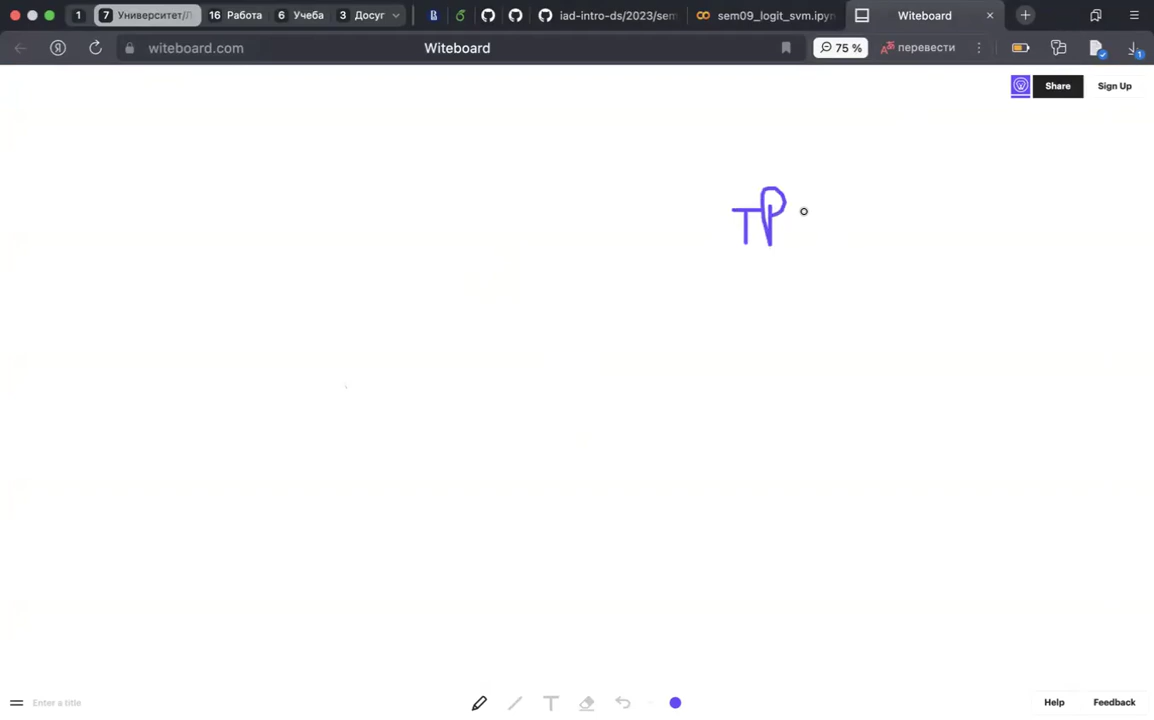 1 7 Университет/Л 16 Работа 6 Учеба 3 Досуг iad-intro-ds/2023/sem sem09_logit_svm.ipyn Witeboard
witeboard.com Witeboard 75 % перевести 1
Share Sign Up
TP
Enter a title Help Feedback